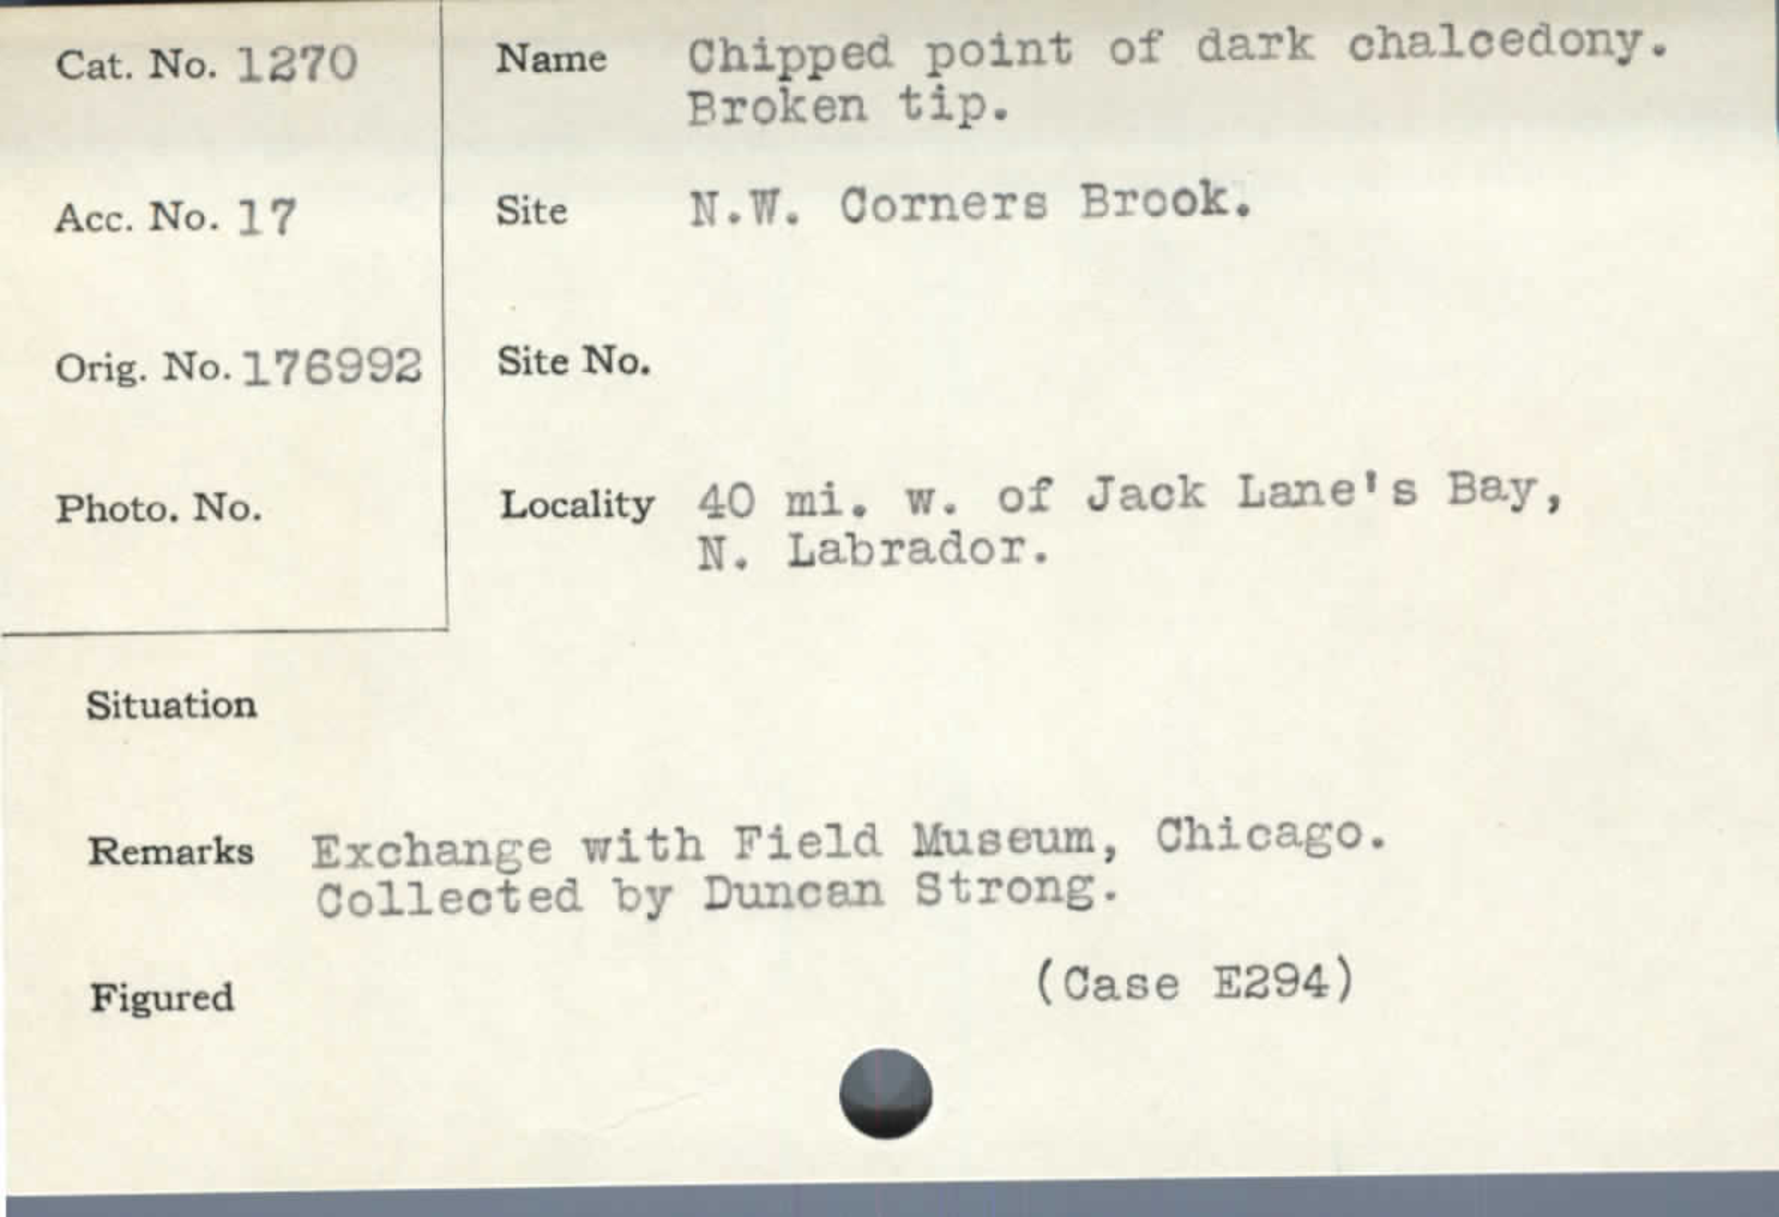 Cat. No. 1270
Name Chipped point of dark chalcedony.
Broken tip.
Acc. No. 17
Site N.W. Corners Brook.
Orig. No. 176992
Site No.
Photo. No.
Locality 40 mi. w. of Jack Lane's Bay,
N. Labrador.
Situation
Remarks Exchange with Field Museum, Chicago.
Collected by Duncan Strong.
Figured
(Case E294)